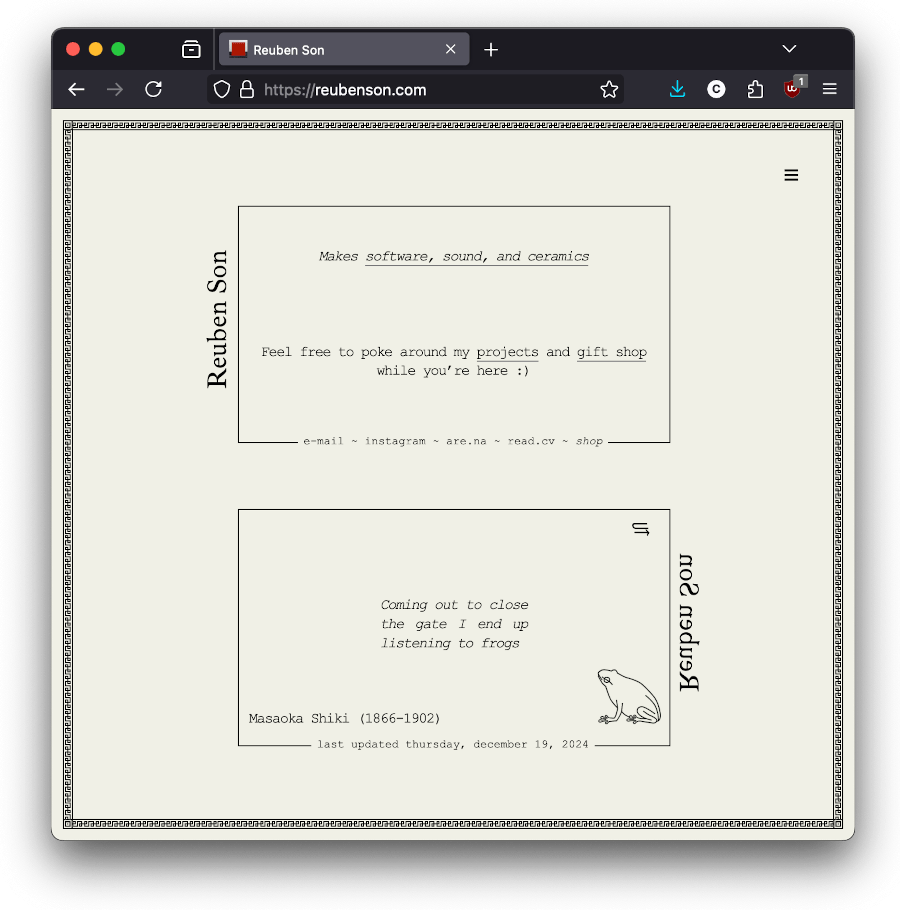 Reuben Son
https://reubenson.com
1
Reuben Son
Makes software, sound, and ceramics
Feel free to poke around my projects and gift shop
while you’re here :)
e-mail ~ instagram ~ are.na ~ read.cv ~ shop
Coming out to close
the gate I end up
listening to frogs
Reuben Son
Masaoka Shiki (1866-1902)
last updated thursday, december 19, 2024